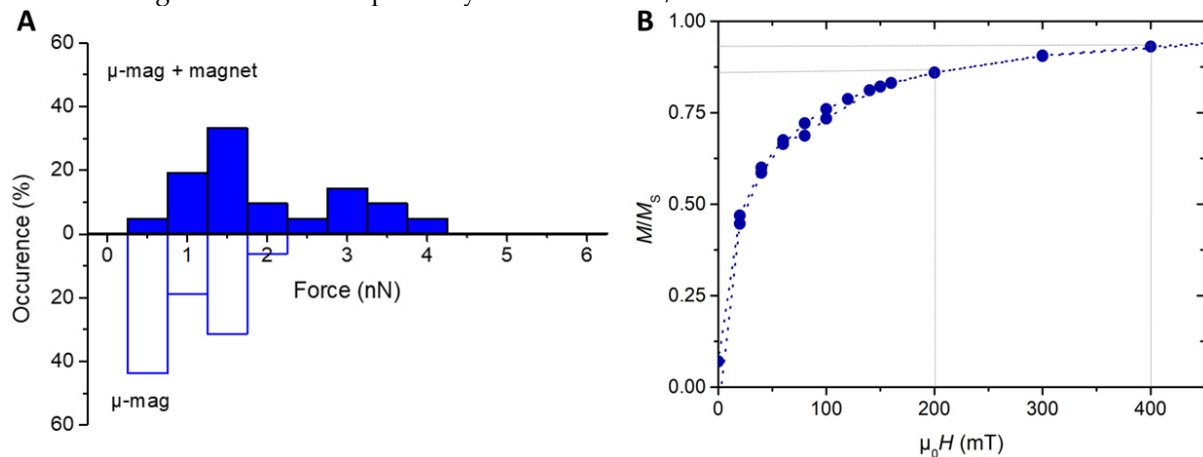 A
μ-mag + magnet
60
40
20
0
20
40
60
Occurence (%)
0 1 2 3 4 5 6
Force (nN)
μ-mag
B
1.00
0.75
0.50
0.25
0.00
M/Ms
0 100 200 300 400
μ₀H (mT)